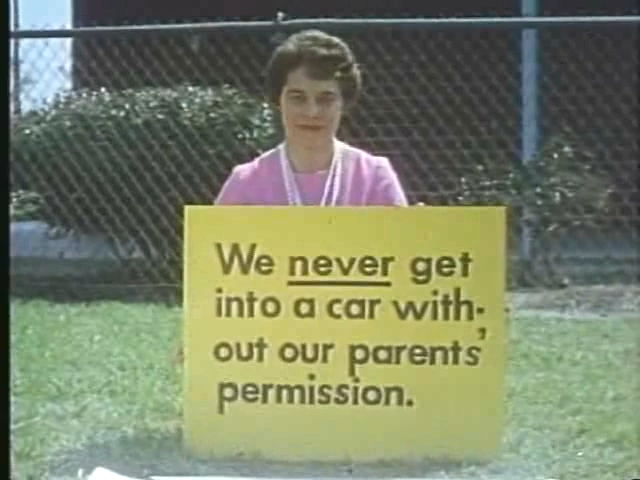 We never get
into a car with-
out our parents'
permission.